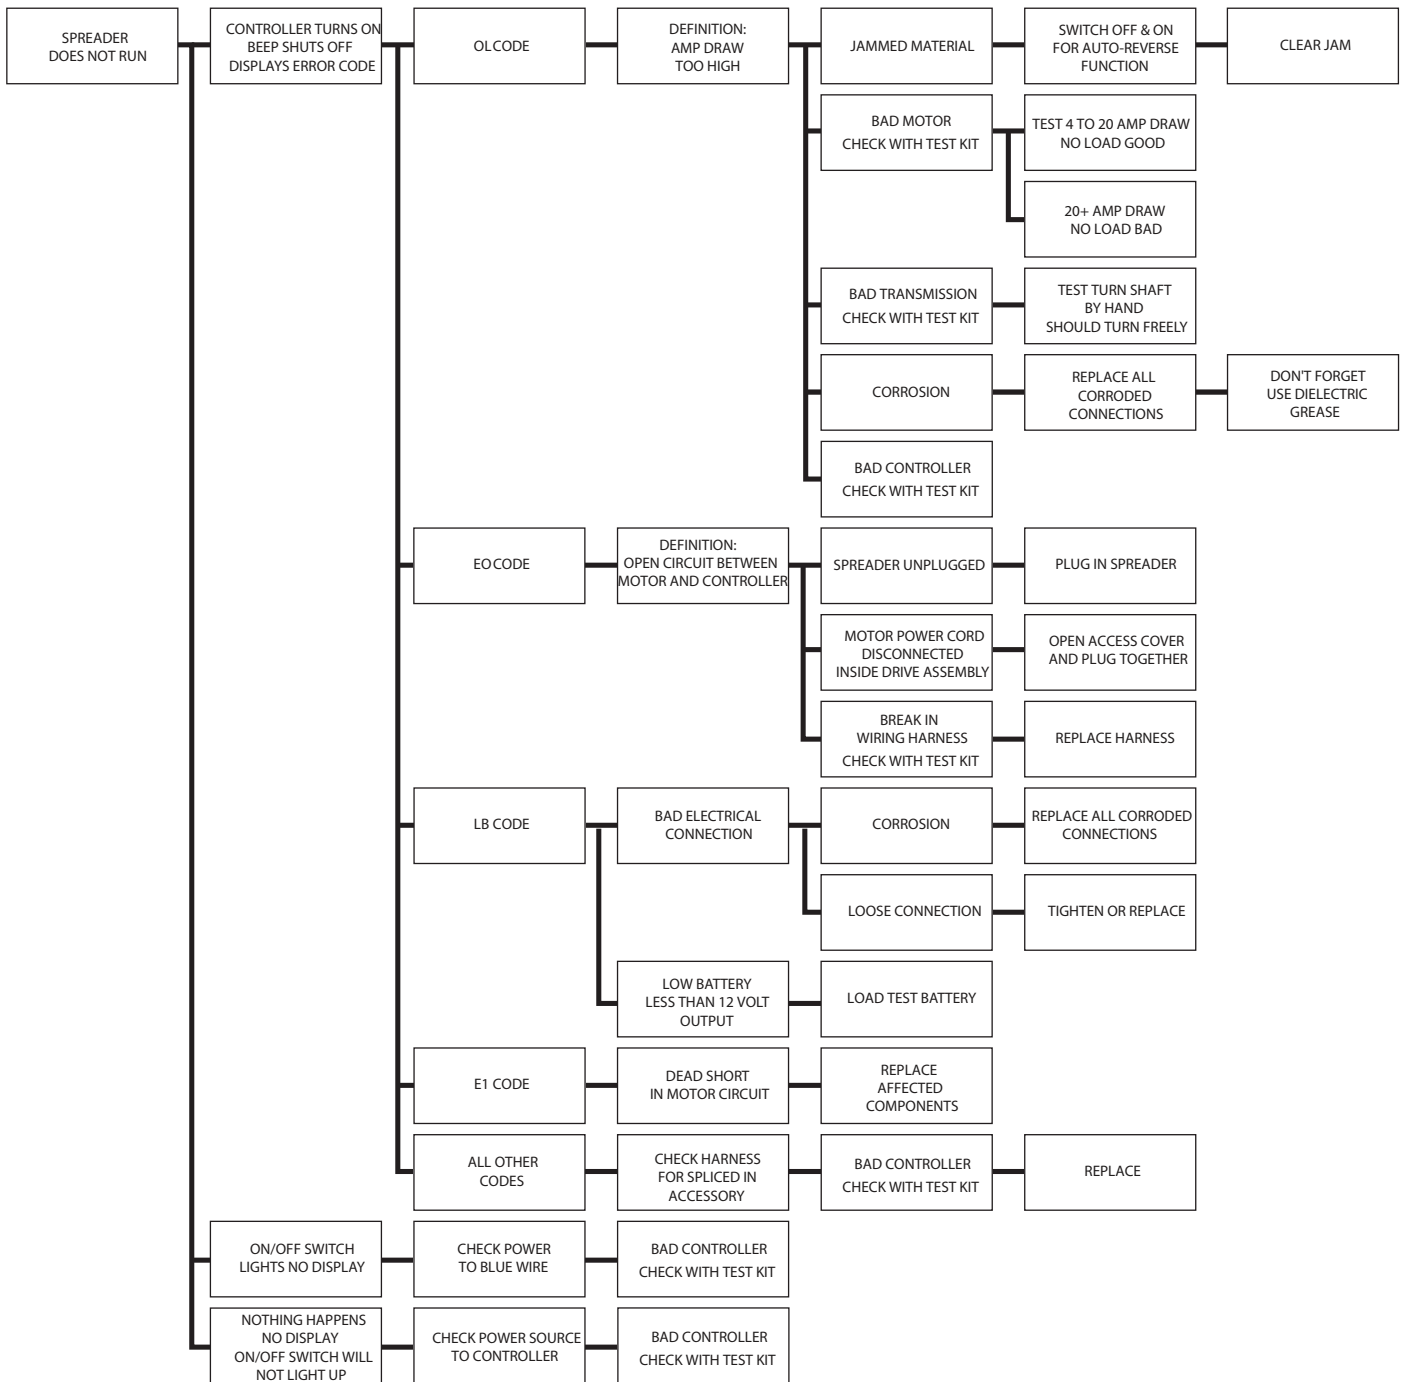 SPREADER
DOES NOT RUN
CONTROLLER TURNS ON
BEEP SHUTS OFF
DISPLAYS ERROR CODE
OL CODE
DEFINITION:
AMP DRAW
TOO HIGH
JAMMED MATERIAL
SWITCH OFF & ON
FOR AUTO-REVERSE
FUNCTION
CLEAR JAM
BAD MOTOR
CHECK WITH TEST KIT
TEST 4 TO 20 AMP DRAW
NO LOAD GOOD
20+ AMP DRAW
NO LOAD BAD
BAD TRANSMISSION
CHECK WITH TEST KIT
TEST TURN SHAFT
BY HAND
SHOULD TURN FREELY
CORROSION
REPLACE ALL
CORRODED
CONNECTIONS
DON'T FORGET
USE DIELECTRIC
GREASE
BAD CONTROLLER
CHECK WITH TEST KIT
EO CODE
DEFINITION:
OPEN CIRCUIT BETWEEN
MOTOR AND CONTROLLER
SPREADER UNPLUGGED
PLUG IN SPREADER
MOTOR POWER CORD
DISCONNECTED
INSIDE DRIVE ASSEMBLY
OPEN ACCESS COVER
AND PLUG TOGETHER
BREAK IN
WIRING HARNESS
CHECK WITH TEST KIT
REPLACE HARNESS
LB CODE
BAD ELECTRICAL
CONNECTION
CORROSION
REPLACE ALL CORRODED
CONNECTIONS
LOOSE CONNECTION
TIGHTEN OR REPLACE
LOW BATTERY
LESS THAN 12 VOLT
OUTPUT
LOAD TEST BATTERY
E1 CODE
DEAD SHORT
IN MOTOR CIRCUIT
REPLACE
AFFECTED
COMPONENTS
ALL OTHER
CODES
CHECK HARNESS
FOR SPLICED IN
ACCESSORY
BAD CONTROLLER
CHECK WITH TEST KIT
REPLACE
ON/OFF SWITCH
LIGHTS NO DISPLAY
CHECK POWER
TO BLUE WIRE
BAD CONTROLLER
CHECK WITH TEST KIT
NOTHING HAPPENS
NO DISPLAY
ON/OFF SWITCH WILL
NOT LIGHT UP
CHECK POWER SOURCE
TO CONTROLLER
BAD CONTROLLER
CHECK WITH TEST KIT